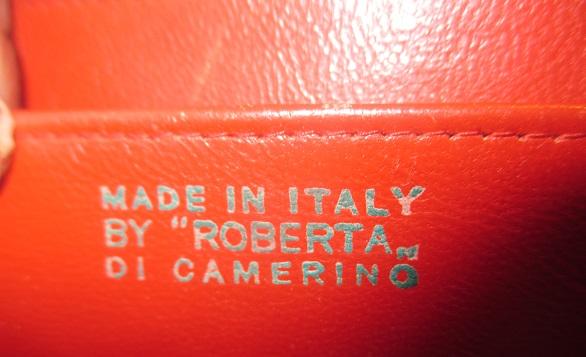 MADE IN ITALY
BY "ROBERTA„
DI CAMERINO